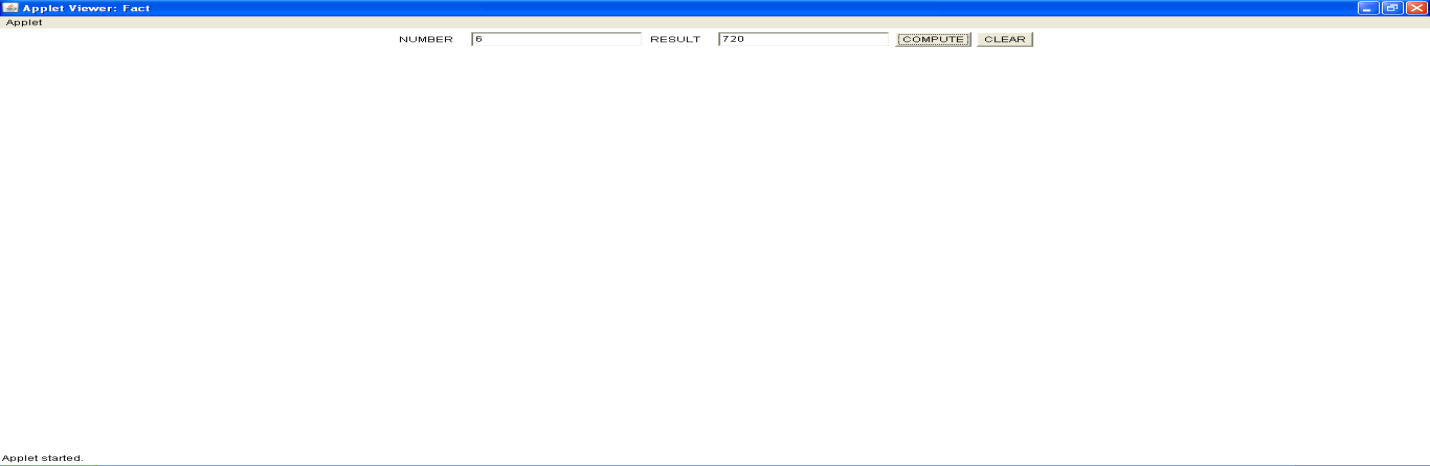 Applet Viewer: Fact
Applet
NUMBER 6 RESULT 720 COMPUTE CLEAR
Applet started.